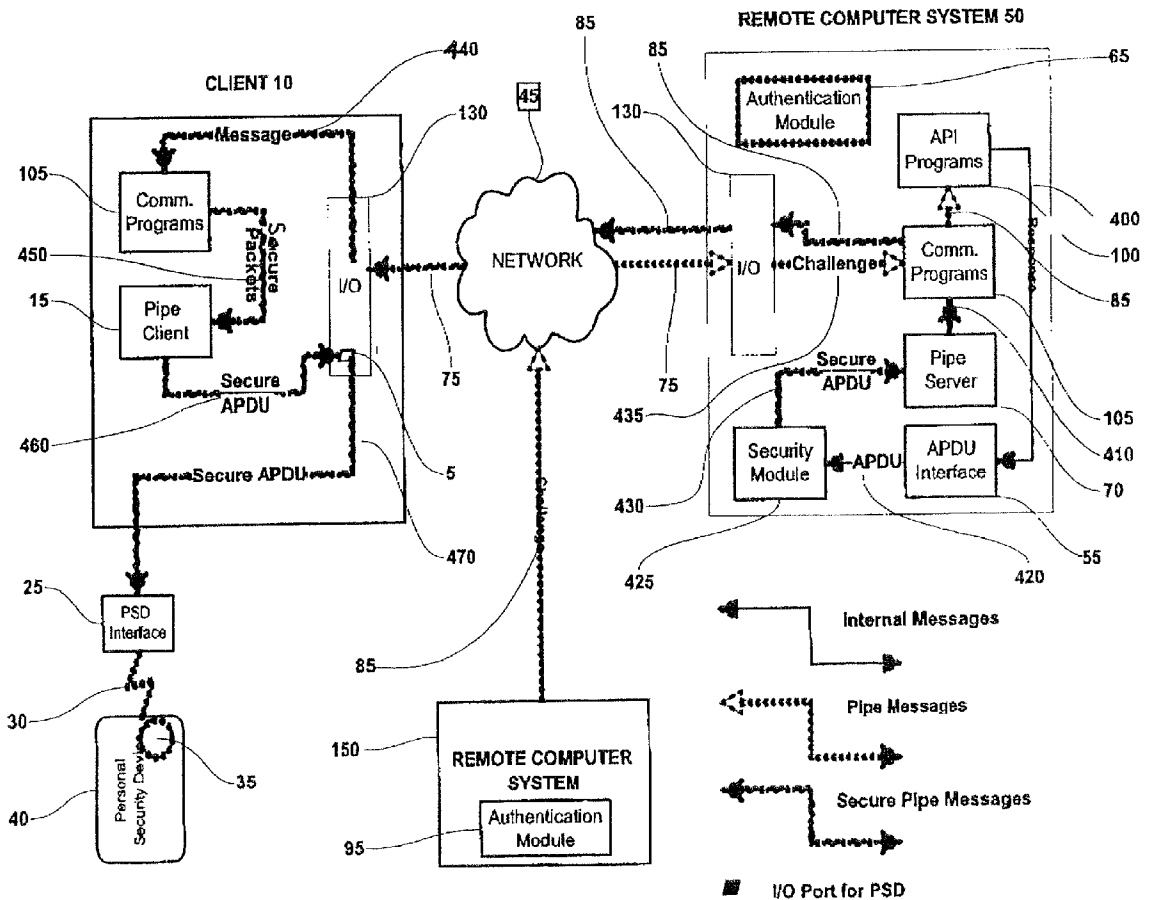 REMOTE COMPUTER SYSTEM 50
85
440
85
65
CLIENT 10
45
130
130
Authentication
Module
API
Programs
Message
105
Comm.
Programs
Secure
Packets
450
I/O
NETWORK
I/O
Challenge
Comm.
Programs
400
100
85
15
Pipe
Client
75
75
Secure
APDU
Pipe
Server
Secure
APDU
435
105
460
Security
Module
APDU
APDU
Interface
410
Secure APDU
5
70
430
470
55
25
425
420
PSD
Interface
Internal Messages
85
30
Pipe Messages
150
REMOTE COMPUTER
SYSTEM
35
Personal
Security Device
Secure Pipe Messages
40
Authentication
Module
95
I/O Port for PSD